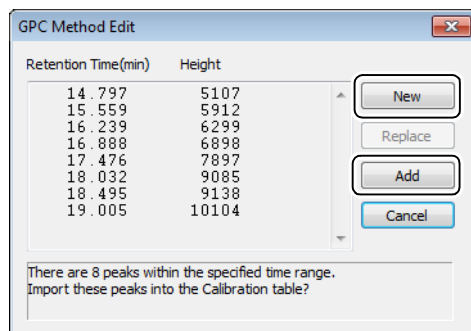 GPC Method Edit
Retention Time(min) Height
14.797 5107
15.559 5912
16.239 6299
16.888 6898
17.476 7897
18.032 9085
18.495 9138
19.005 10104
New
Replace
Add
Cancel
There are 8 peaks within the specified time range.
Import these peaks into the Calibration table?